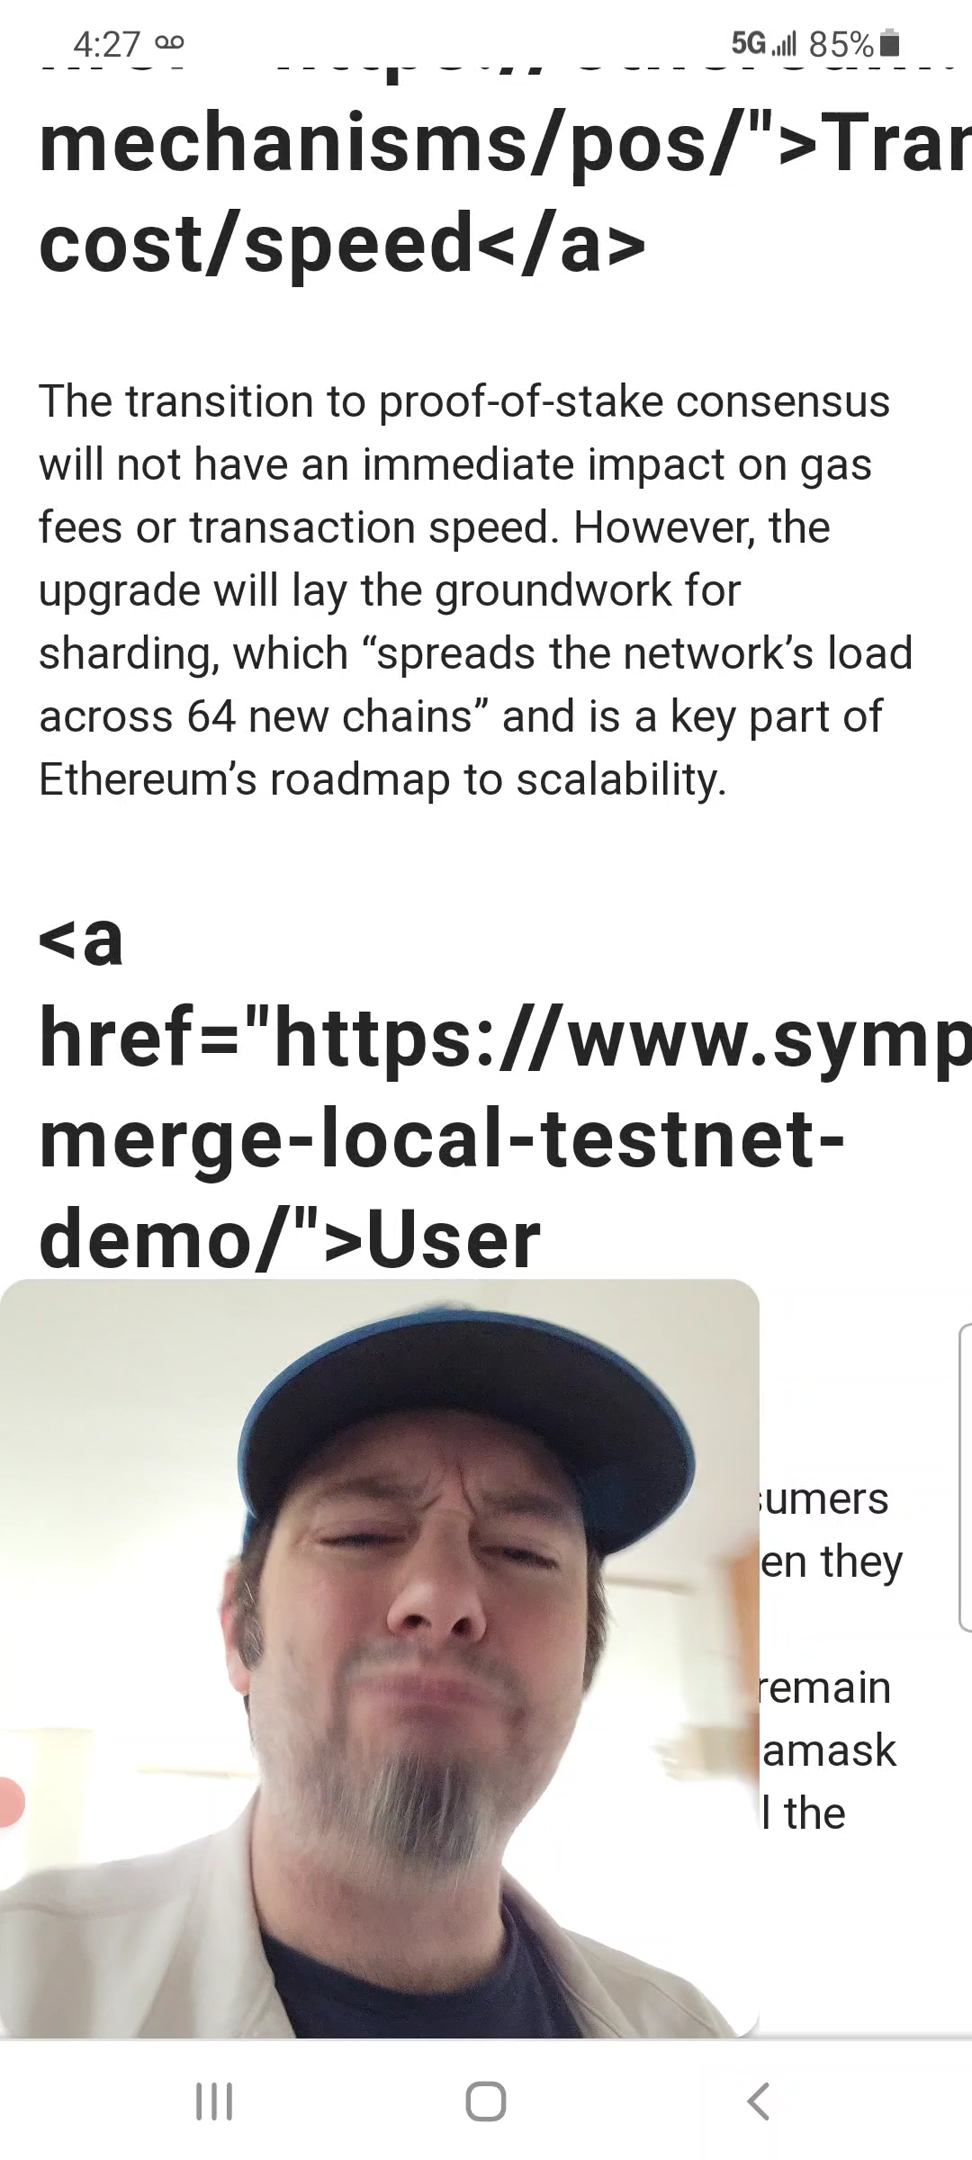 4:27
5G 85%
mechanisms/pos/">Tran
cost/speed</a>
The transition to proof-of-stake consensus
will not have an immediate impact on gas
fees or transaction speed. However, the
upgrade will lay the groundwork for
sharding, which “spreads the network’s load
across 64 new chains” and is a key part of
Ethereum’s roadmap to scalability.
<a
href="https://www.symp
merge-local-testnet-
demo/">User
umers
en they
remain
amask
l the